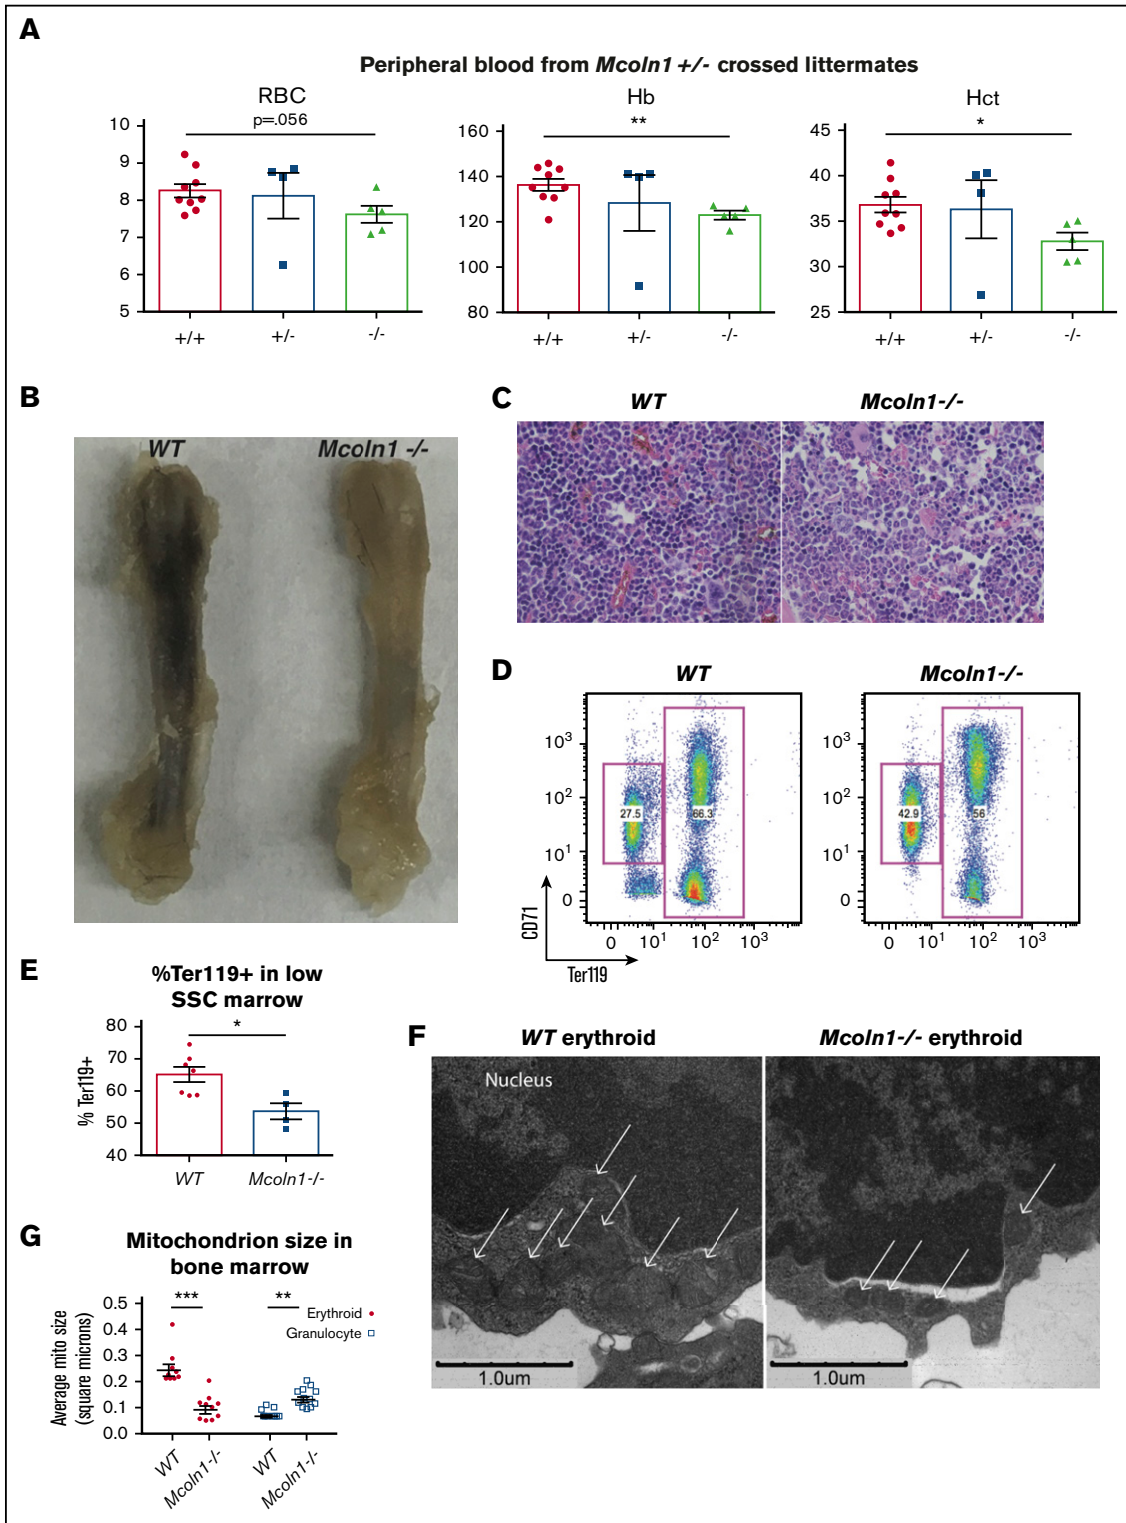 A
Peripheral blood from Mcoln1 +/- crossed littermates
RBC
p=.056
10
9
8
7
6
5
+/+
+/-
-/-
Hb
**
160
140
120
100
80
+/+
+/-
-/-
Hct
*
45
40
35
30
25
+/+
+/-
-/-
B
WT
Mcoln1 -/-
C
WT
Mcoln1-/-
D
WT
Mcoln1-/-
10³
10²
10¹
0
27.5
66.3
0
10¹
10²
10³
CD71
Ter119
10³
10²
10¹
0
42.9
56
0
10¹
10²
10³
E
%Ter119+ in low
SSC marrow
*
% Ter119+
80
70
60
50
40
WT
Mcoln1-/-
F
WT erythroid
Mcoln1-/- erythroid
Nucleus
1.0um
1.0um
G
Mitochondrion size in
bone marrow
***
**
Erythroid
Granulocyte
Average mito size
(square microns)
0.5
0.4
0.3
0.2
0.1
0.0
WT
Mcoln1-/-
WT
Mcoln1-/-